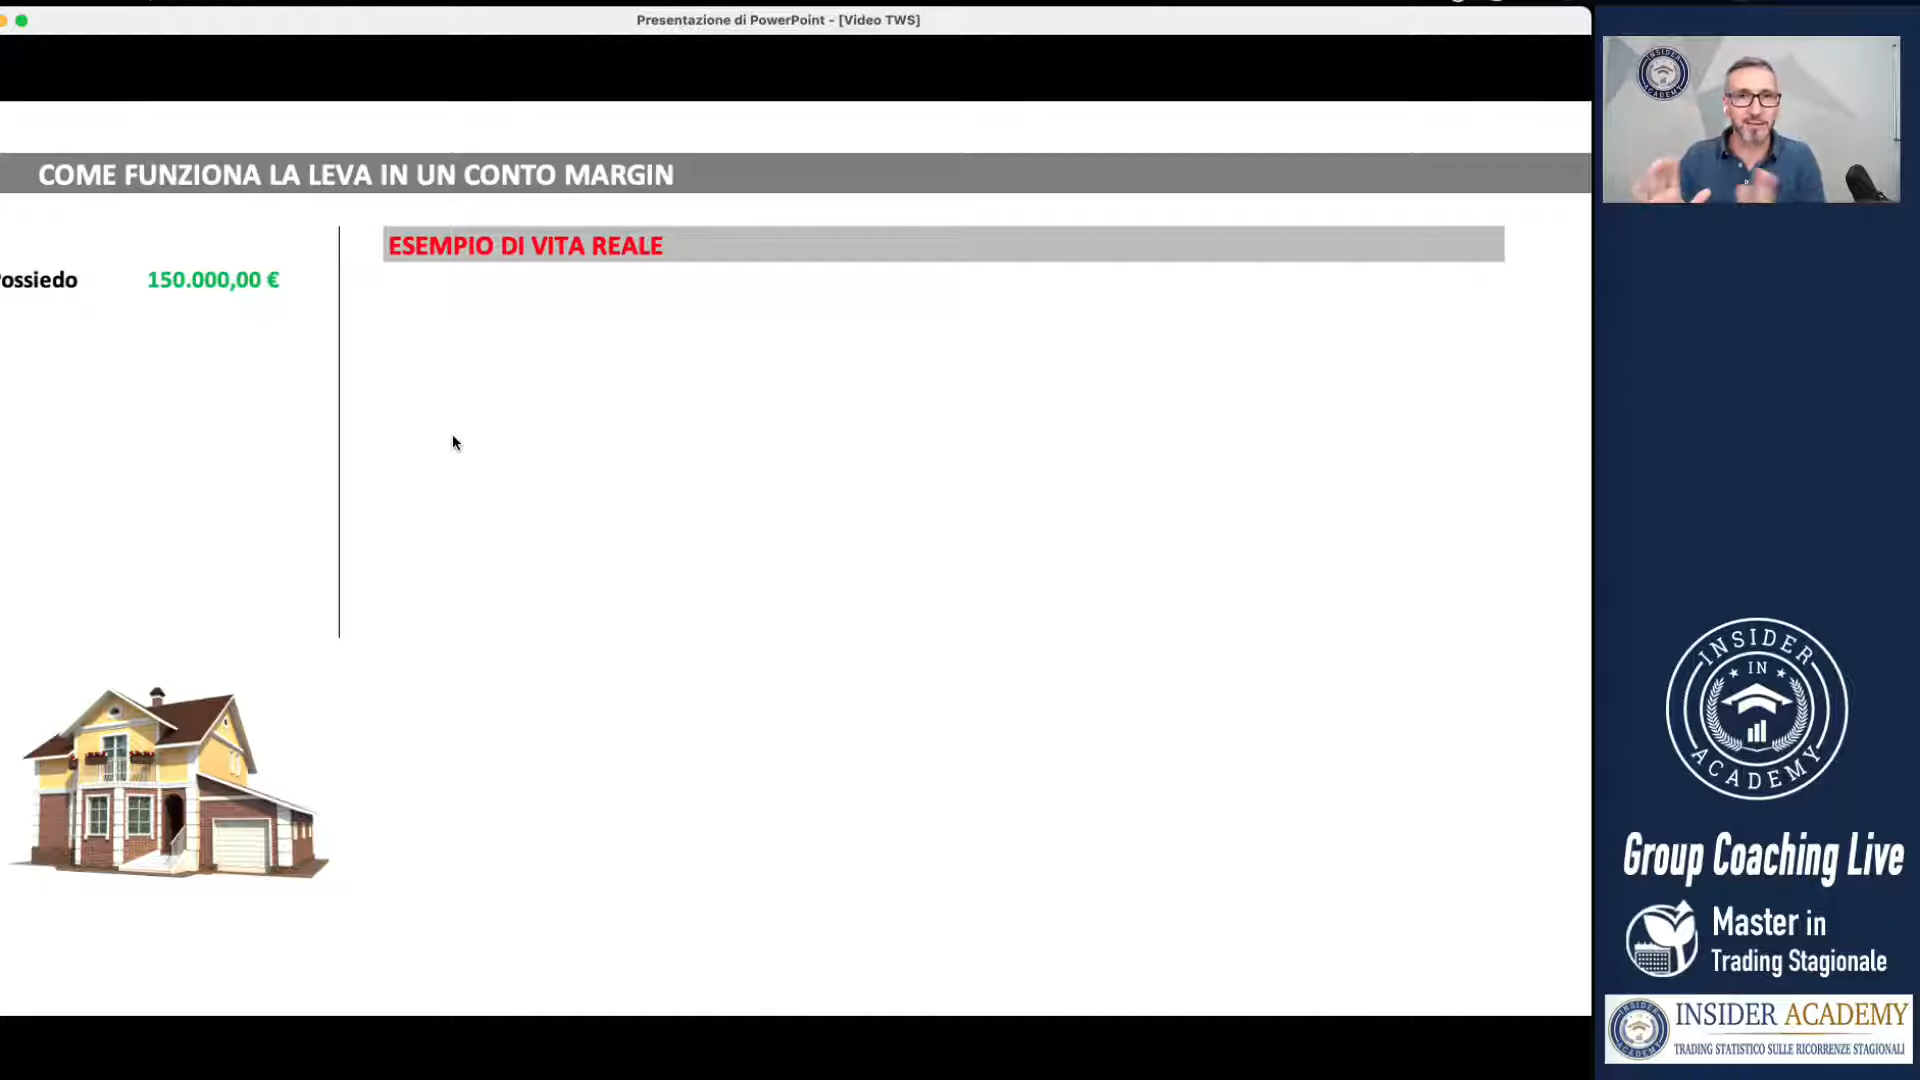 Presentazione di PowerPoint - [Video TWS]
COME FUNZIONA LA LEVA IN UN CONTO MARGIN
ESEMPIO DI VITA REALE
ossiedo 150.000,00 €
INSIDER
IN
ACADEMY
Group Coaching Live
Master in
Trading Stagionale
INSIDER ACADEMY
TRADING STATISTICO SULLE RICORRENZE STAGIONALI